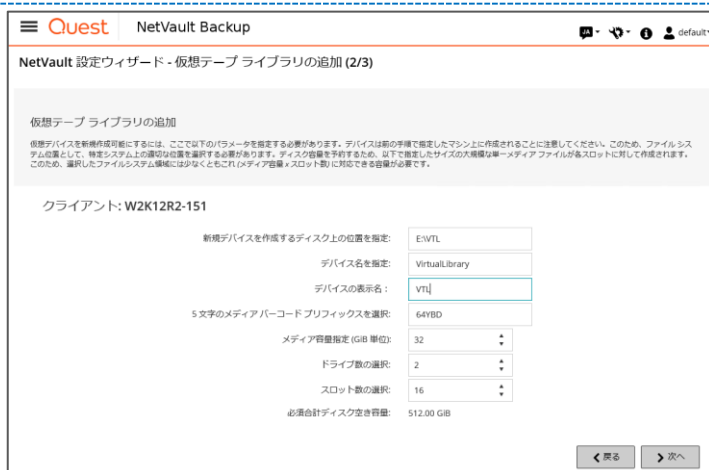 Quest NetVault Backup JA default
NetVault 設定ウィザード - 仮想テープ ライブラリの追加 (2/3)
仮想テープ ライブラリの追加
仮想デバイスを新規作成可能にするには、ここで以下のパラメータを指定する必要があります。デバイスは前の手順で指定したマシン上に作成されることに注意してください。このため、ファイル シス
テム位置として、特定システム上の適切な位置を選択する必要があります。ディスク容量を予約するため、以下で指定したサイズの大規模な単一メディア ファイルが各スロットに対して作成されます。
このため、選択したファイルシステム領域には少なくともこれ (メディア容量 x スロット数) に対応できる容量が必要です。
クライアント: W2K12R2-151
新規デバイスを作成するディスク上の位置を指定: E:\VTL
デバイス名を指定: VirtualLibrary
デバイスの表示名： VTL
5 文字のメディア バーコード プリフィックスを選択: 64YBD
メディア容量指定 (GiB 単位): 32
ドライブ数の選択: 2
スロット数の選択: 16
必須合計ディスク空き容量: 512.00 GiB
戻る 次へ